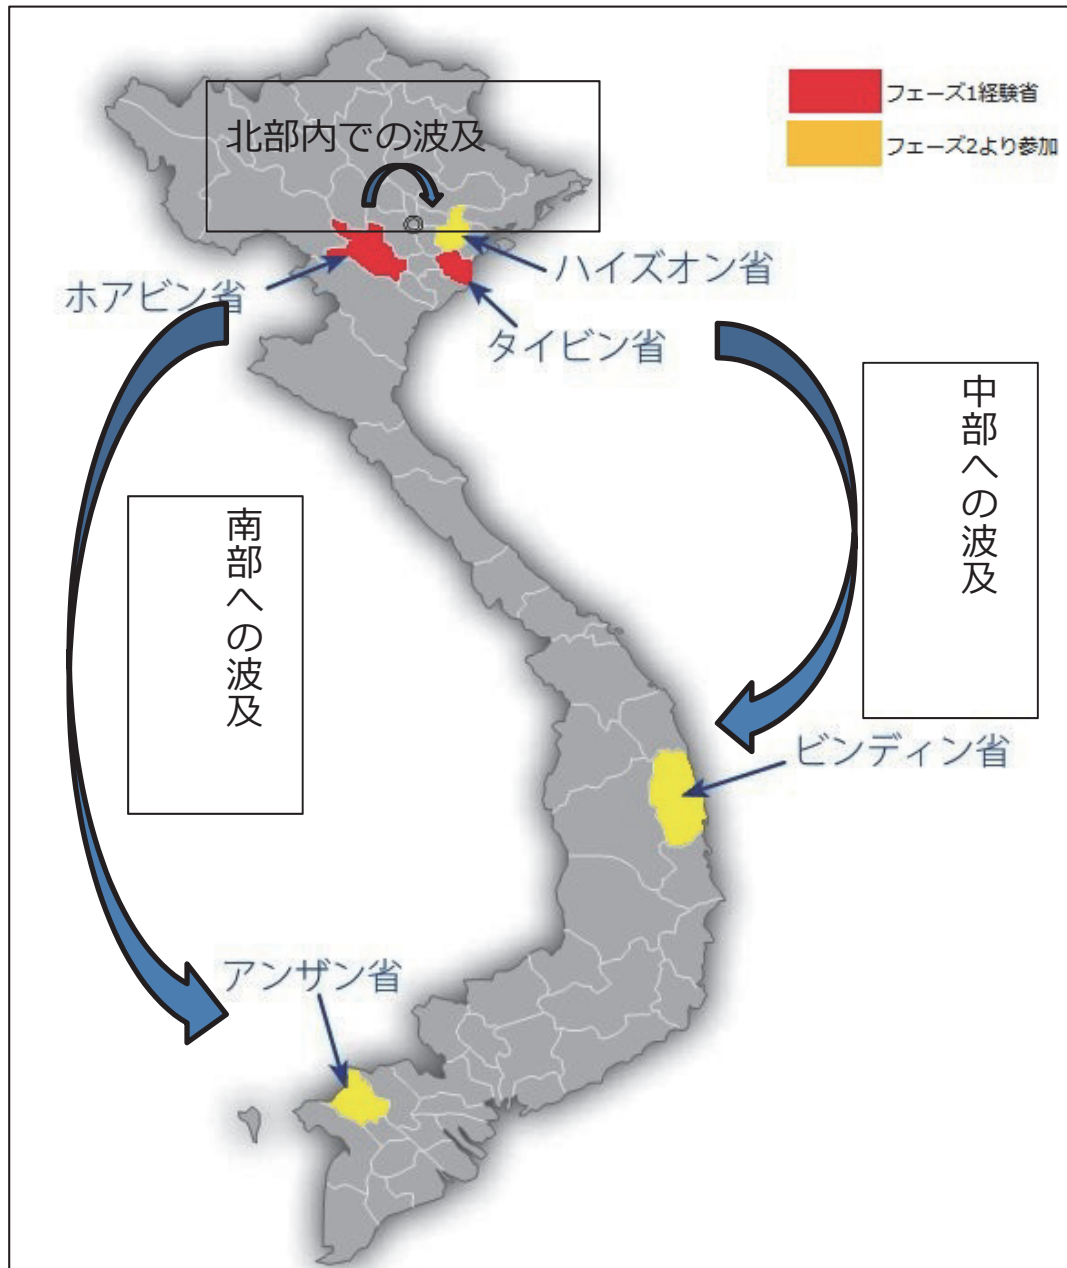 フェーズ1経験省
フェーズ2より参加
北部内での波及
ハイズオン省
ホアビン省
タイビン省
中部への波及
南部への波及
ビンディン省
アンザン省